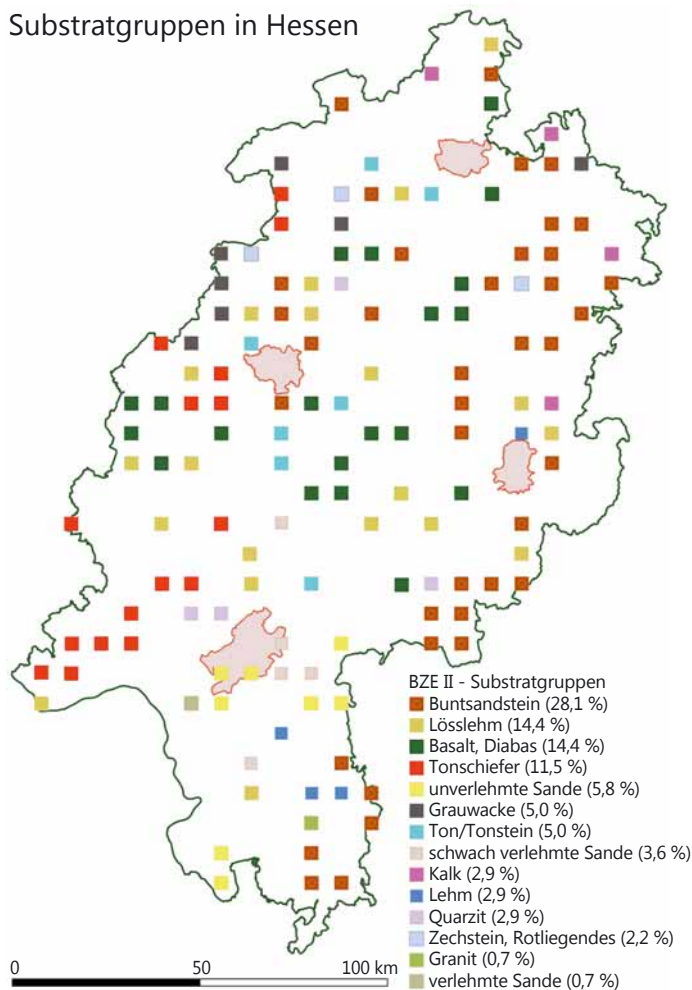 Substratgruppen in Hessen
BZE II - Substratgruppen
Buntsandstein (28,1 %)
Lösslehm (14,4 %)
Basalt, Diabas (14,4 %)
Tonschiefer (11,5 %)
unverlehmte Sande (5,8 %)
Grauwacke (5,0 %)
Ton/Tonstein (5,0 %)
schwach verlehmte Sande (3,6 %)
Kalk (2,9 %)
Lehm (2,9 %)
Quarzit (2,9 %)
Zechstein, Rotliegendes (2,2 %)
Granit (0,7 %)
verlehmte Sande (0,7 %)
0 50 100 km